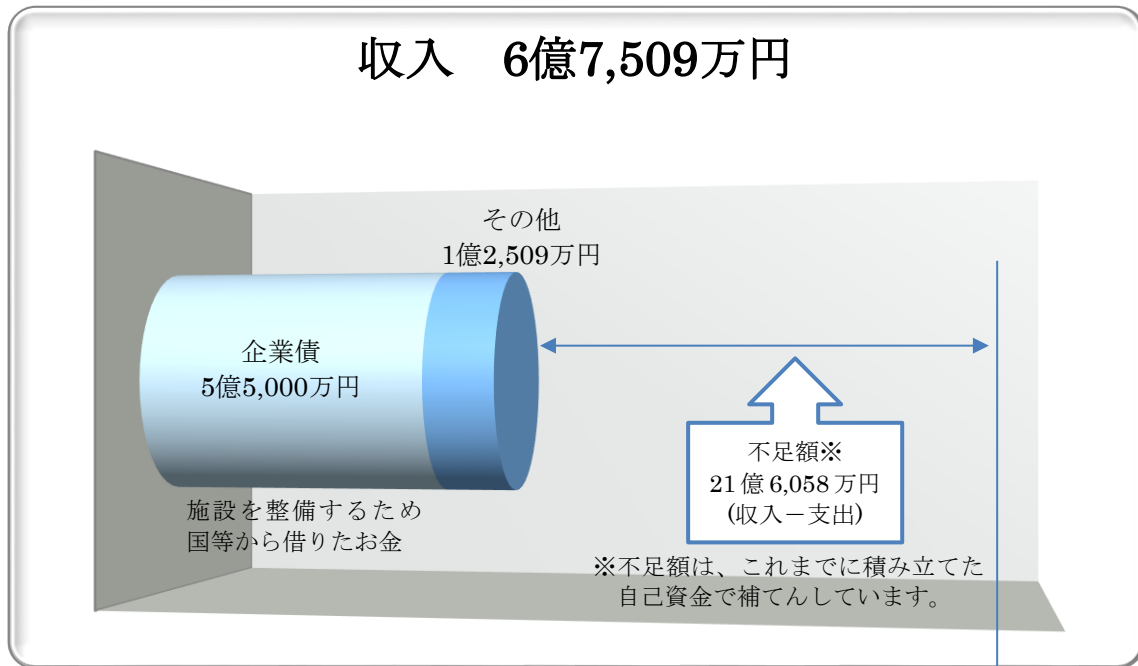 収入　6億7,509万円
その他
1億2,509万円
企業債
5億5,000万円
施設を整備するため
国等から借りたお金
不足額※
21億6,058万円
(収入－支出)
※不足額は、これまでに積み立てた
自己資金で補てんしています。